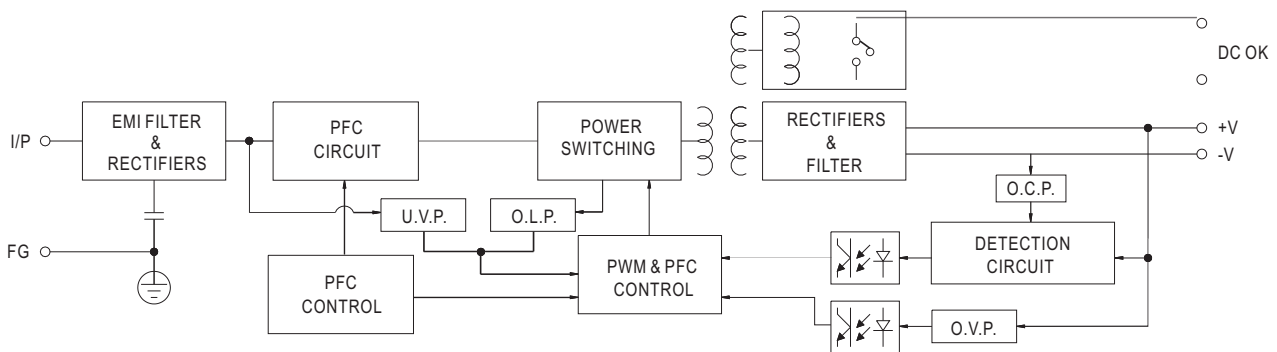 DC OK
I/P
EMI FILTER
&
RECTIFIERS
PFC
CIRCUIT
POWER
SWITCHING
RECTIFIERS
&
FILTER
+V
-V
O.C.P.
U.V.P.
O.L.P.
FG
PFC
CONTROL
PWM & PFC
CONTROL
DETECTION
CIRCUIT
O.V.P.